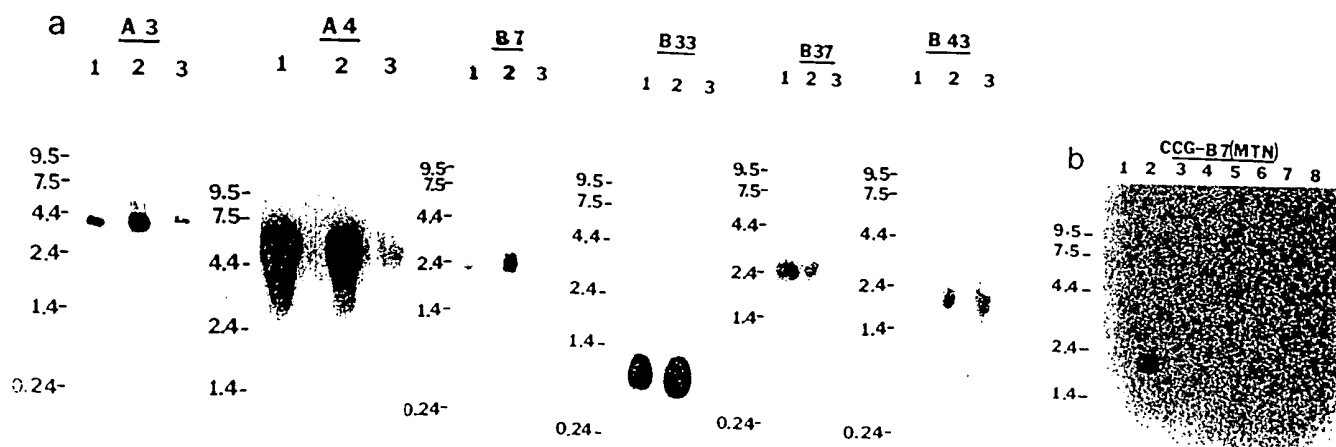 a
A 3
1 2 3
9.5-
7.5-
4.4-
2.4-
1.4-
0.24-
A 4
1 2 3
9.5-
7.5-
4.4-
2.4-
1.4-
B 7
1 2 3
9.5-
7.5-
4.4-
2.4-
1.4-
0.24-
B33
1 2 3
9.5-
7.5-
4.4-
2.4-
1.4-
0.24-
B37
1 2 3
9.5-
7.5-
4.4-
2.4-
1.4-
0.24-
B 43
1 2 3
9.5-
7.5-
4.4-
2.4-
1.4-
0.24-
b
CCG-B7(MTN)
1 2 3 4 5 6 7 8
9.5-
7.5-
4.4-
2.4-
1.4-